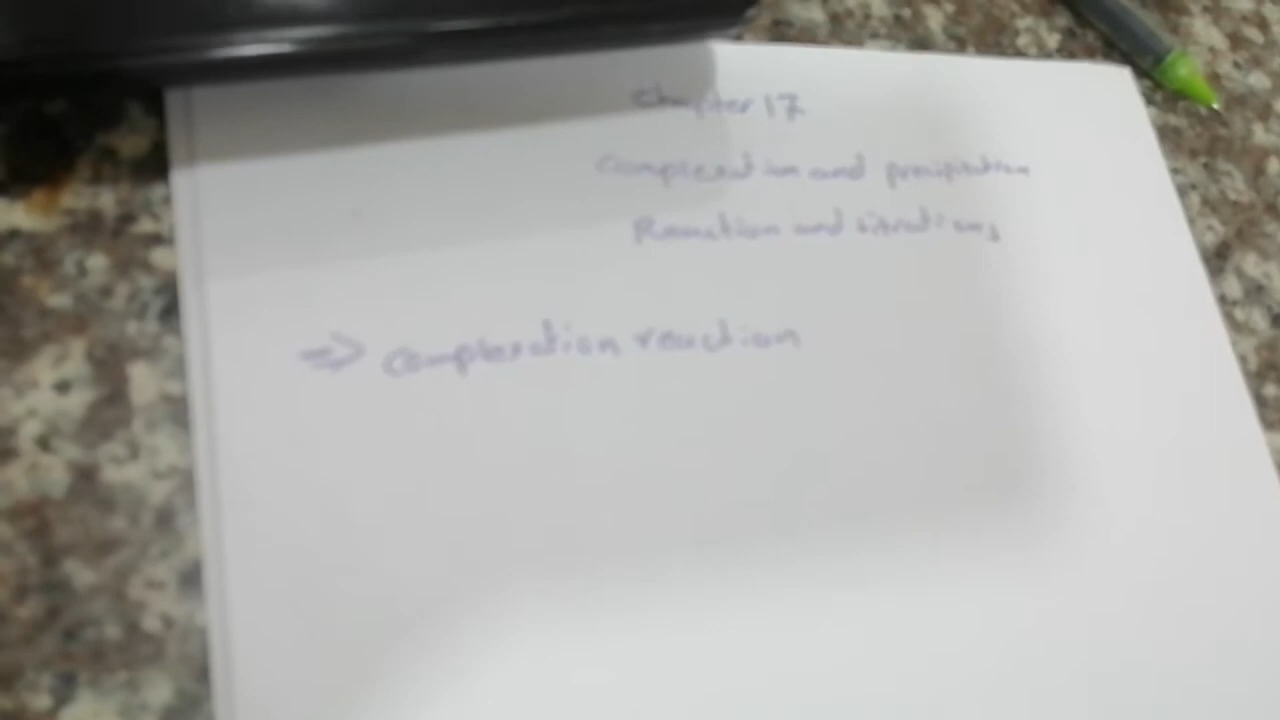 Chapter 17
Complexation and precipitation
Reaction and titrations
⇒ complexation reaction